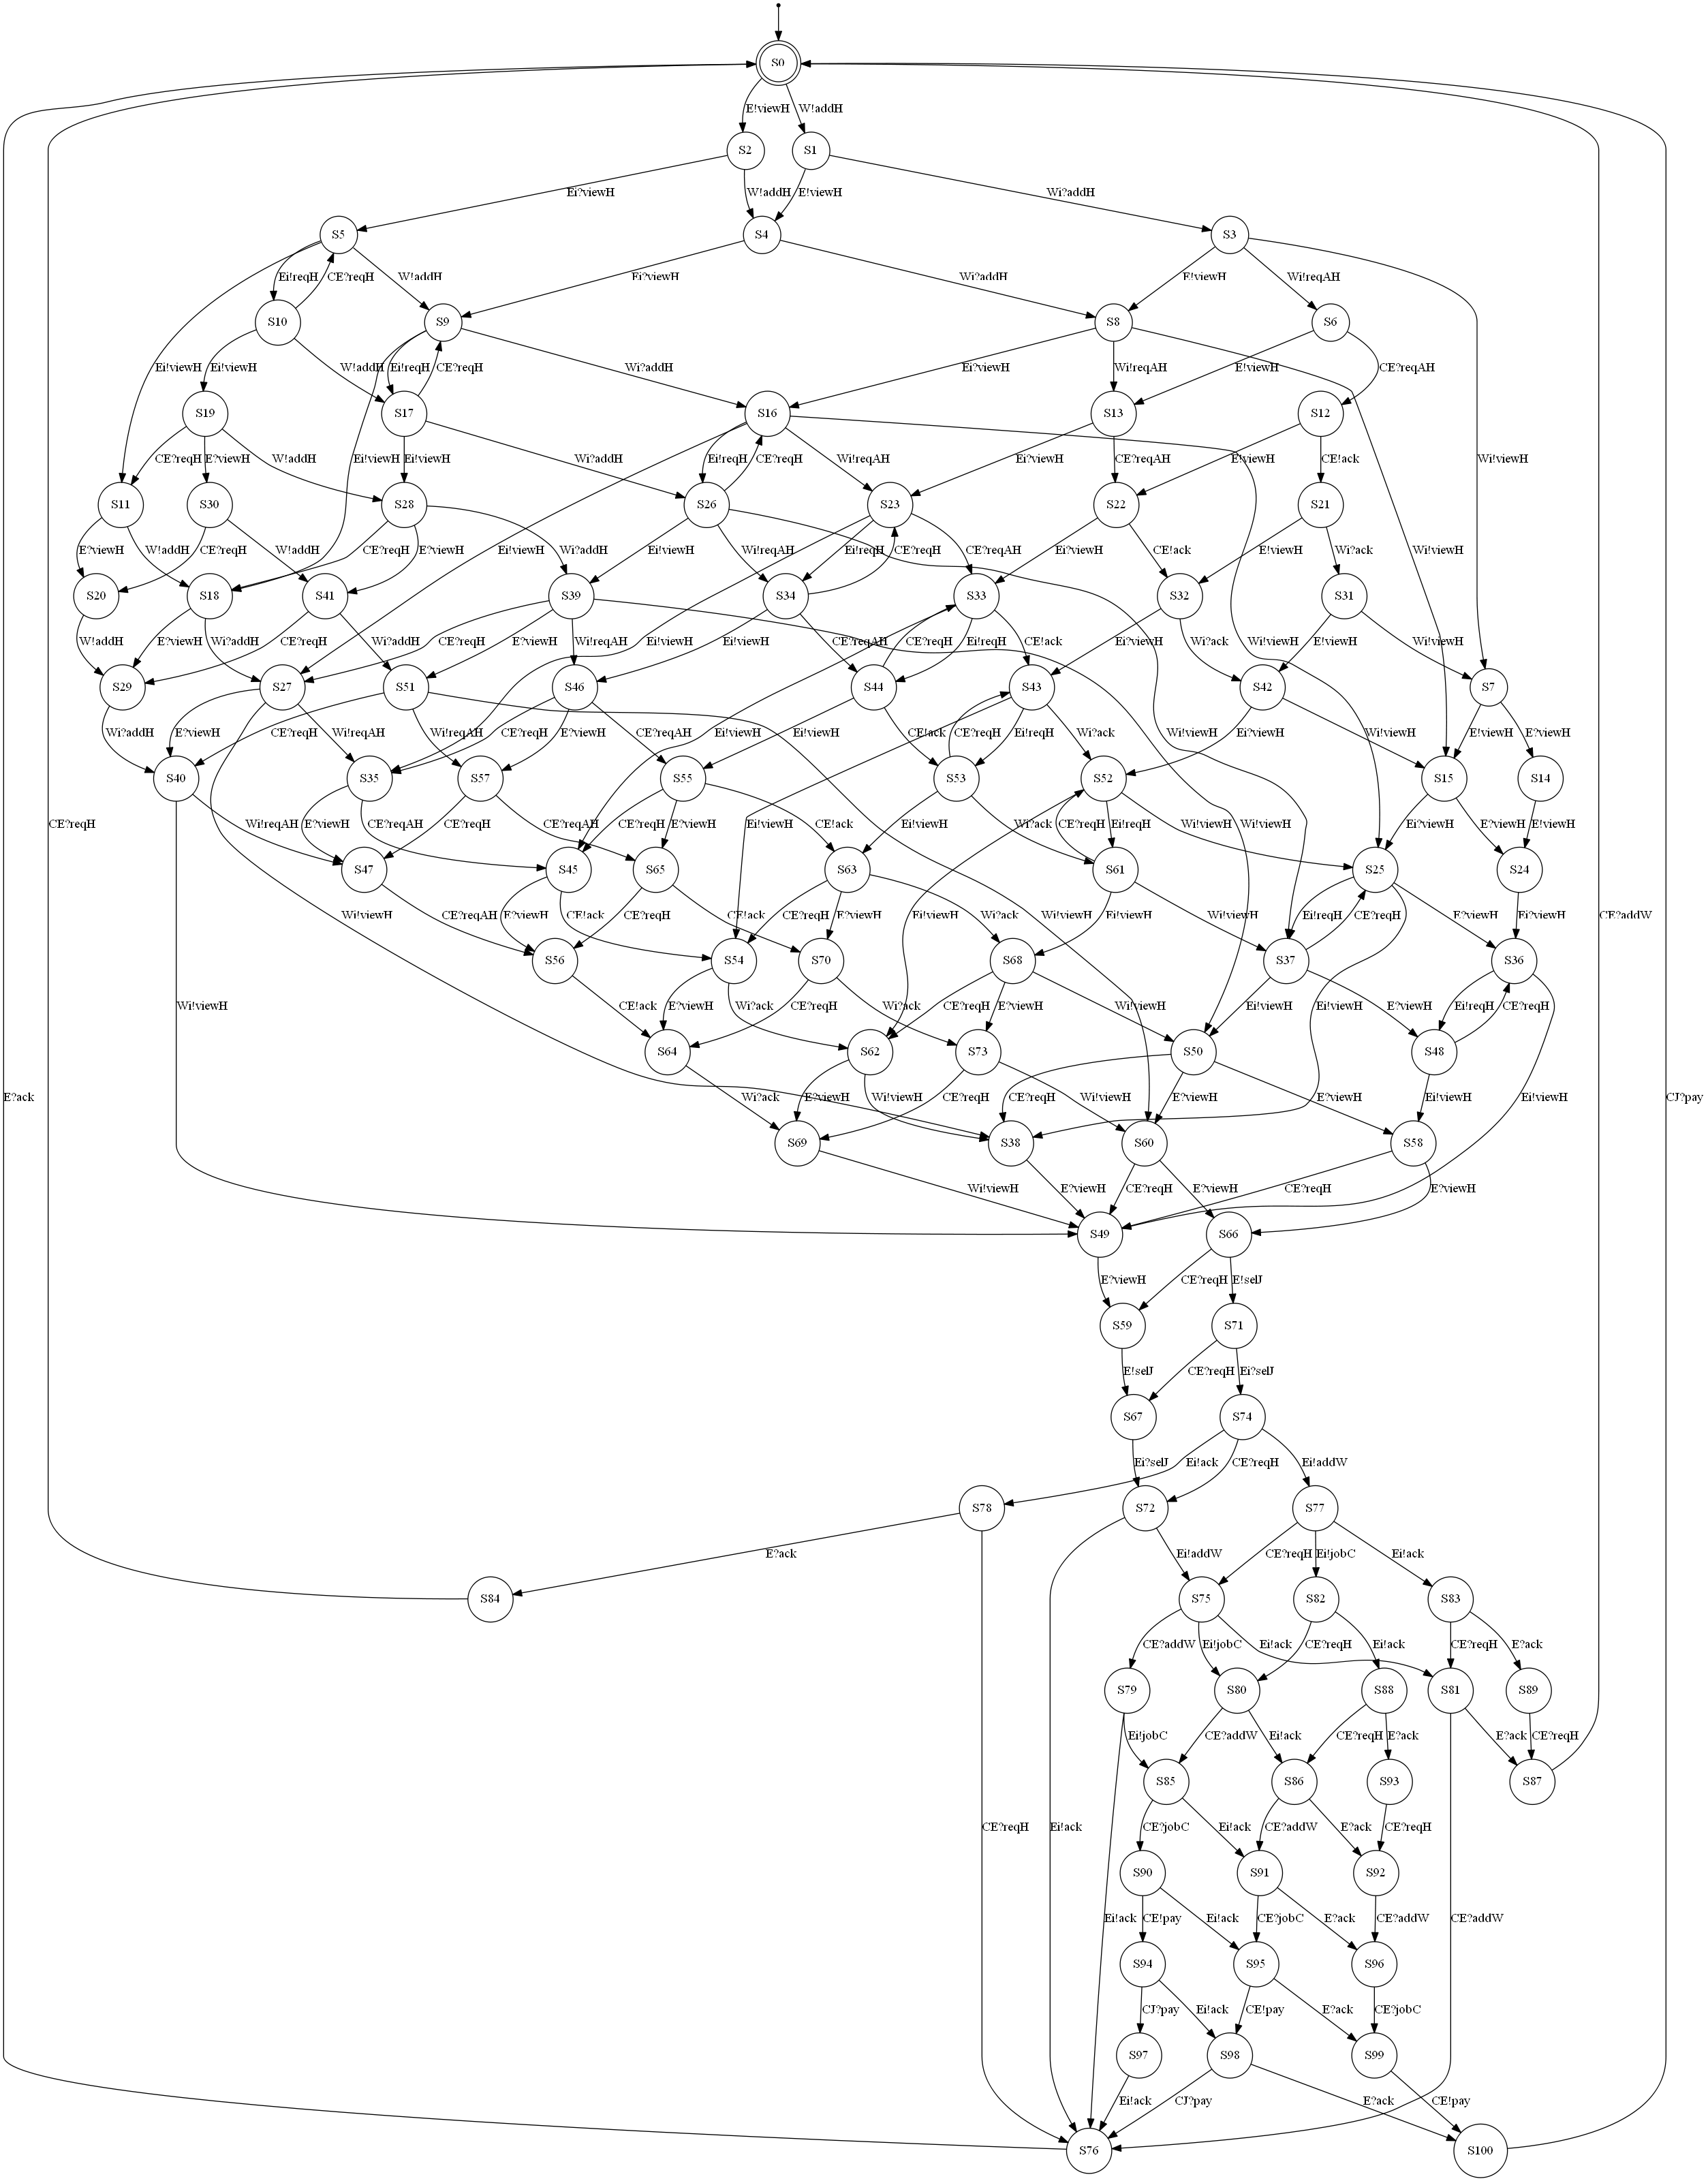 S0
E!viewH W!addH
S2 S1
Ei?viewH W!addH E!viewH Wi?addH
S5 S4 S3
Ei!reqH CE?reqH W!addH Ei?viewH Wi?addH E!viewH Wi!reqAH
S10 S9 S8 S6
Ei!viewH Ei!viewH W!addH Ei!reqH CE?reqH Wi?addH Ei?viewH Wi!reqAH E!viewH CE?reqAH
S19 S17 S16 S13 S12
CE?reqH E?viewH W!addH Ei!viewH Ei!viewH Wi?addH Ei!reqH CE?reqH Wi!reqAH Ei?viewH CE?reqAH E!viewH CE!ack Wi!viewH
S11 S30 S28 S26 S23 S22 S21
E?viewH W!addH CE?reqH W!addH CE?reqH E?viewH Wi?addH Ei!viewH Ei!viewH Wi!reqAH Ei!reqH CE?reqH CE?reqAH Ei?viewH CE!ack E!viewH Wi?ack Wi!viewH
S20 S18 S41 S39 S34 S33 S32 S31
W!addH E?viewH Wi?addH CE?reqH Wi?addH CE?reqH E?viewH Wi!reqAH Ei!viewH Ei!viewH CE?reqAH CE?reqH Ei!reqH CE!ack Ei?viewH Wi?ack Wi!viewH E!viewH Wi!viewH
S29 S27 S51 S46 S44 S43 S42 S7
Wi?addH E?viewH Wi!reqAH CE?reqH Wi!reqAH CE?reqH E?viewH CE?reqAH Ei!viewH Ei!viewH CE!ack CE?reqH Ei!reqH Wi?ack Wi!viewH Ei?viewH Wi!viewH E!viewH E?viewH
S40 S35 S57 S55 S53 S52 S15 S14
CE?reqH Wi!reqAH E?viewH CE?reqAH CE?reqH CE?reqAH CE?reqH E?viewH CE!ack Ei!viewH Ei!viewH Wi?ack CE?reqH Ei!reqH Wi!viewH Wi!viewH Ei?viewH E?viewH E!viewH
S47 S45 S65 S63 S61 S25 S24
Wi!viewH CE?reqAH E?viewH CE!ack CE?reqH CE!ack CE?reqH E?viewH Ei!viewH Wi?ack Wi!viewH Ei!viewH Wi!viewH Ei!reqH CE?reqH E?viewH Ei?viewH CE?addW
S56 S54 S70 S68 S37 S36
Wi!viewH CE!ack E?viewH Wi?ack CE?reqH Wi?ack CE?reqH E?viewH Wi!viewH Ei!viewH Ei!viewH E?viewH Ei!reqH CE?reqH
S64 S62 S73 S50 S48
E?ack CJ?pay
Wi?ack E?viewH Wi!viewH CE?reqH Wi!viewH CE?reqH E?viewH E?viewH Ei!viewH Ei!viewH
S69 S38 S60 S58
Wi!viewH E?viewH CE?reqH E?viewH CE?reqH E?viewH
S49 S66
E?viewH CE?reqH E!selJ
S59 S71
E!selJ CE?reqH Ei?selJ
S67 S74
Ei?selJ Ei!ack CE?reqH Ei!addW
S78 S72 S77
E?ack Ei!addW CE?reqH Ei!jobC Ei!ack
S84 S75 S82 S83
CE?addW Ei!jobC Ei!ack CE?reqH Ei!ack CE?reqH E?ack
S79 S80 S88 S81 S89
Ei!jobC CE?addW Ei!ack CE?reqH E?ack E?ack CE?reqH
S85 S86 S93 S87
CE?reqH Ei!ack CE?jobC Ei!ack CE?addW E?ack CE?reqH
S90 S91 S92
Ei!ack CE!pay Ei!ack CE?jobC E?ack CE?addW CE?addW
S94 S95 S96
CJ?pay Ei!ack CE!pay E?ack CE?jobC
S97 S98 S99
Ei!ack CJ?pay E?ack CE!pay
S76 S100
CE?reqH